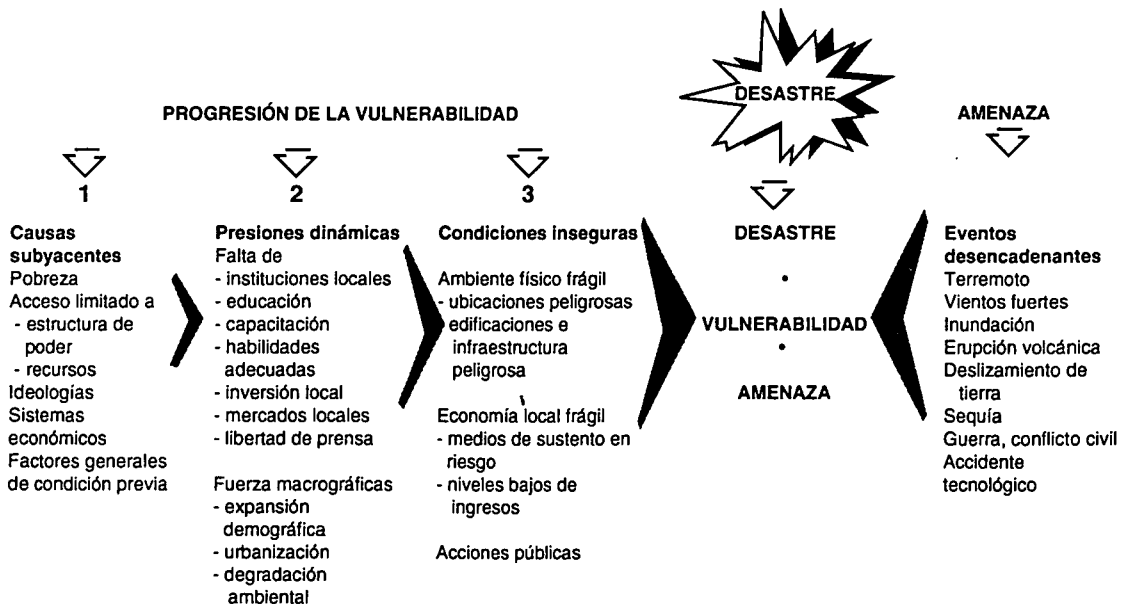 DESASTRE
PROGRESIÓN DE LA VULNERABILIDAD
AMENAZA
1
Causas
subyacentes
Pobreza
Acceso limitado a
- estructura de
poder
- recursos
Ideologías
Sistemas
económicos
Factores generales
de condición previa
2
Presiones dinámicas
Falta de
- instituciones locales
- educación
- capacitación
- habilidades
adecuadas
- inversión local
- mercados locales
- libertad de prensa
Fuerza macrográficas
- expansión
demográfica
- urbanización
- degradación
ambiental
3
Condiciones inseguras
Ambiente físico frágil
- ubicaciones peligrosas
- edificaciones e
infraestructura
peligrosa
Economía local frágil
- medios de sustento en
riesgo
- niveles bajos de
ingresos
Acciones públicas
DESASTRE
VULNERABILIDAD
AMENAZA
Eventos
desencadenantes
Terremoto
Vientos fuertes
Inundación
Erupción volcánica
Deslizamiento de
tierra
Sequía
Guerra, conflicto civil
Accidente
tecnológico